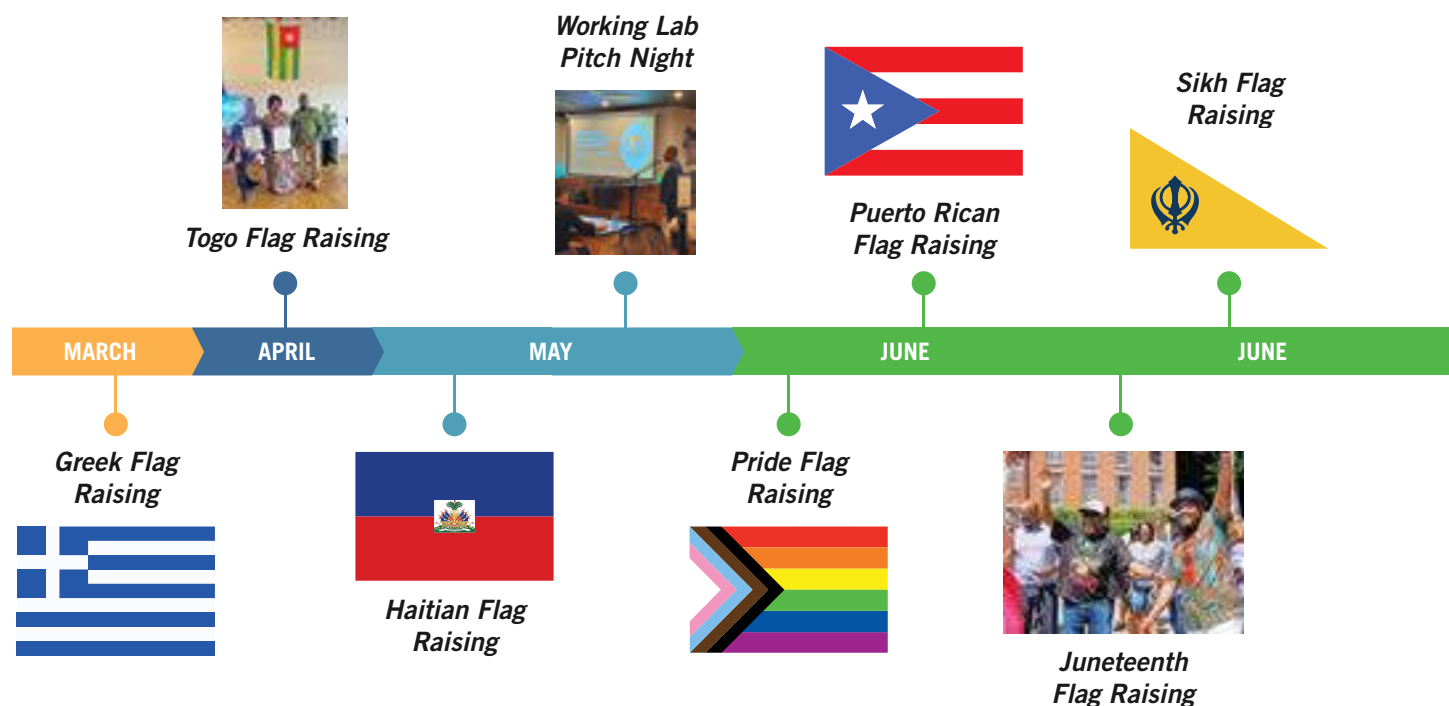 Working Lab
Pitch Night
Sikh Flag
Raising
Togo Flag Raising
Puerto Rican
Flag Raising
MARCH
APRIL
MAY
JUNE
JUNE
Greek Flag
Raising
Haitian Flag
Raising
Pride Flag
Raising
Juneteenth
Flag Raising